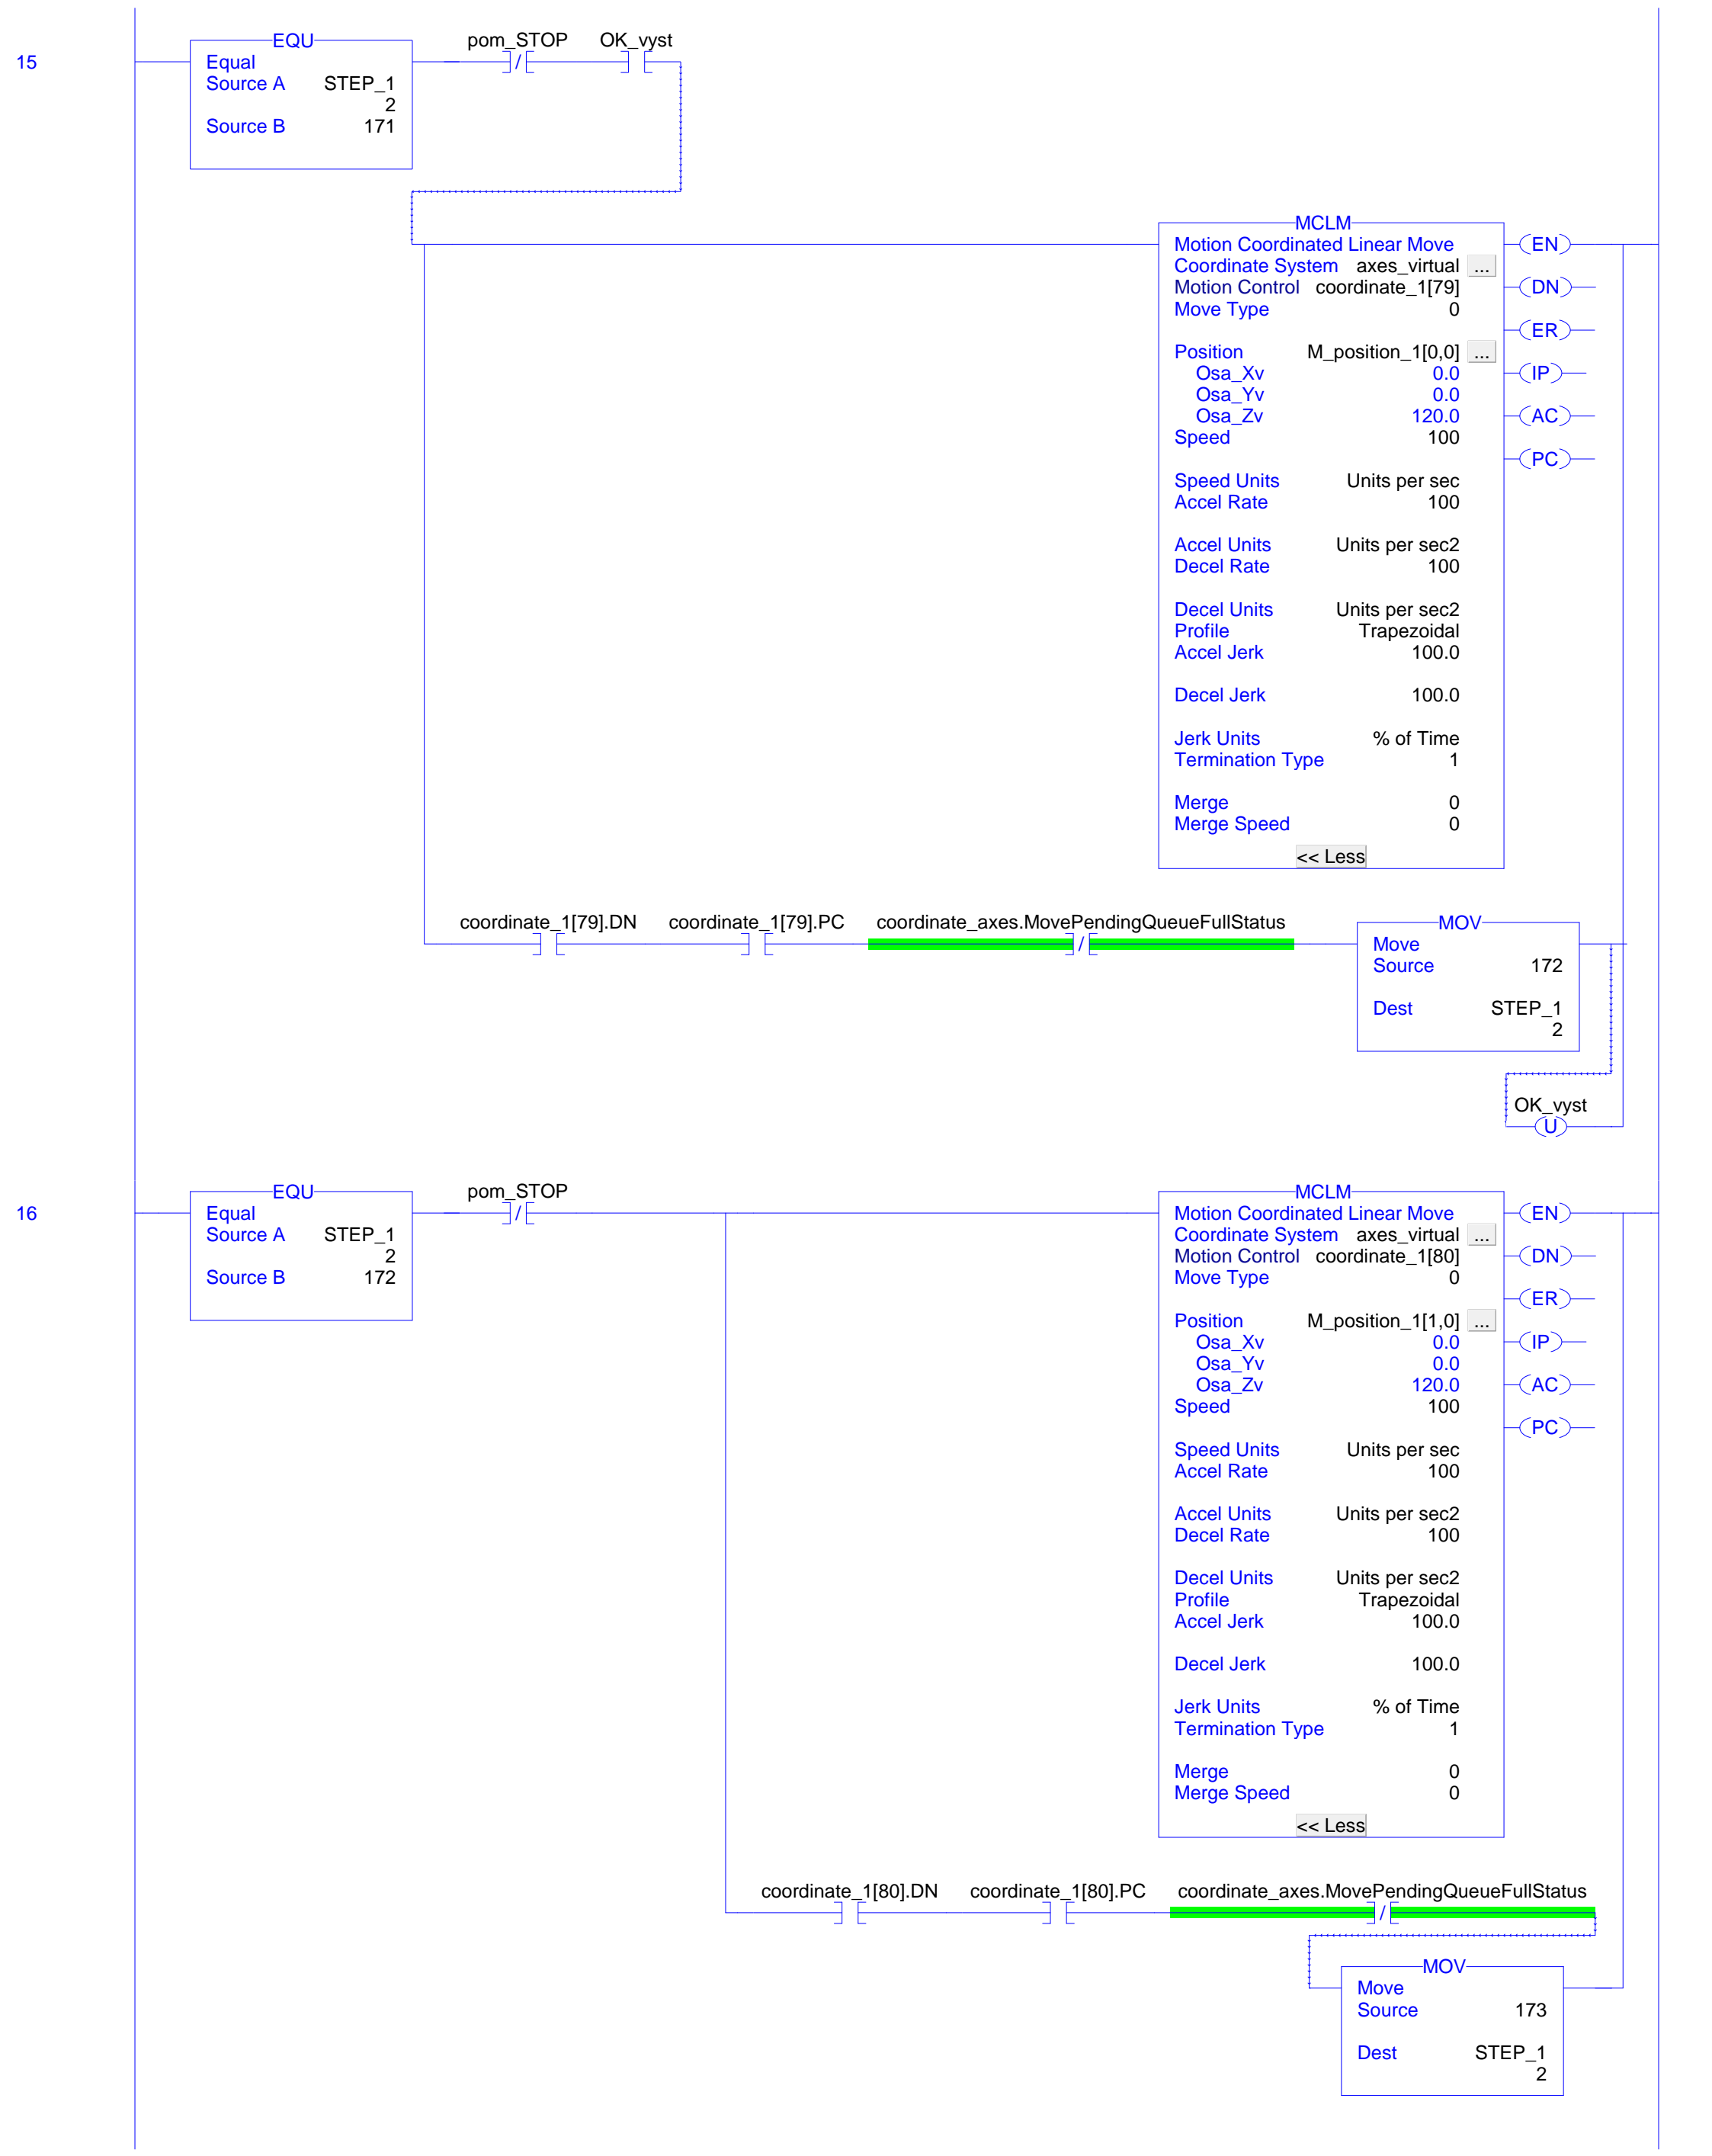 EQU
pom_STOP OK_vyst
15
Equal
Source A STEP_1
2
Source B 171
MCLM
Motion Coordinated Linear Move
Coordinate System axes_virtual ...
Motion Control coordinate_1[79]
Move Type 0
Position M_position_1[0,0] ...
Osa_Xv 0.0
Osa_Yv 0.0
Osa_Zv 120.0
Speed 100
Speed Units Units per sec
Accel Rate 100
Accel Units Units per sec2
Decel Rate 100
Decel Units Units per sec2
Profile Trapezoidal
Accel Jerk 100.0
Decel Jerk 100.0
Jerk Units % of Time
Termination Type 1
Merge 0
Merge Speed 0
<< Less
EN
DN
ER
IP
AC
PC
coordinate_1[79].DN coordinate_1[79].PC coordinate_axes.MovePendingQueueFullStatus
/
MOV
Move
Source 172
Dest STEP_1
2
OK_vyst
U
EQU
pom_STOP
16
Equal
Source A STEP_1
2
Source B 172
MCLM
Motion Coordinated Linear Move
Coordinate System axes_virtual ...
Motion Control coordinate_1[80]
Move Type 0
Position M_position_1[1,0] ...
Osa_Xv 0.0
Osa_Yv 0.0
Osa_Zv 120.0
Speed 100
Speed Units Units per sec
Accel Rate 100
Accel Units Units per sec2
Decel Rate 100
Decel Units Units per sec2
Profile Trapezoidal
Accel Jerk 100.0
Decel Jerk 100.0
Jerk Units % of Time
Termination Type 1
Merge 0
Merge Speed 0
<< Less
EN
DN
ER
IP
AC
PC
coordinate_1[80].DN coordinate_1[80].PC coordinate_axes.MovePendingQueueFullStatus
/
MOV
Move
Source 173
Dest STEP_1
2